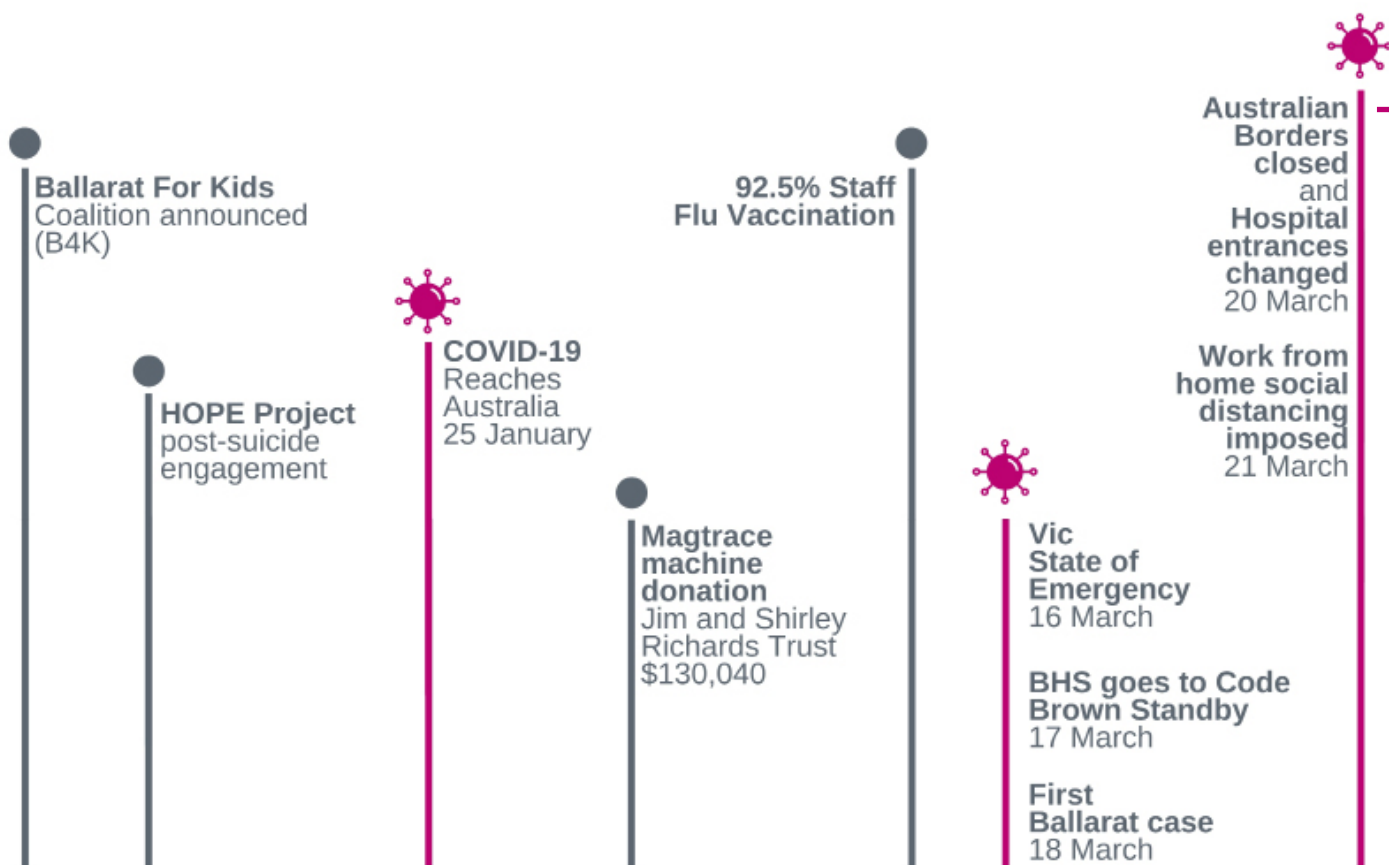 Ballarat For Kids
Coalition announced
(B4K)
HOPE Project
post-suicide
engagement
COVID-19
Reaches
Australia
25 January
Magtrace
machine
donation
Jim and Shirley
Richards Trust
$130,040
92.5% Staff
Flu Vaccination
Vic
State of
Emergency
16 March
BHS goes to Code
Brown Standby
17 March
First
Ballarat case
18 March
Australian
Borders
closed
and
Hospital
entrances
changed
20 March
Work from
home social
distancing
imposed
21 March